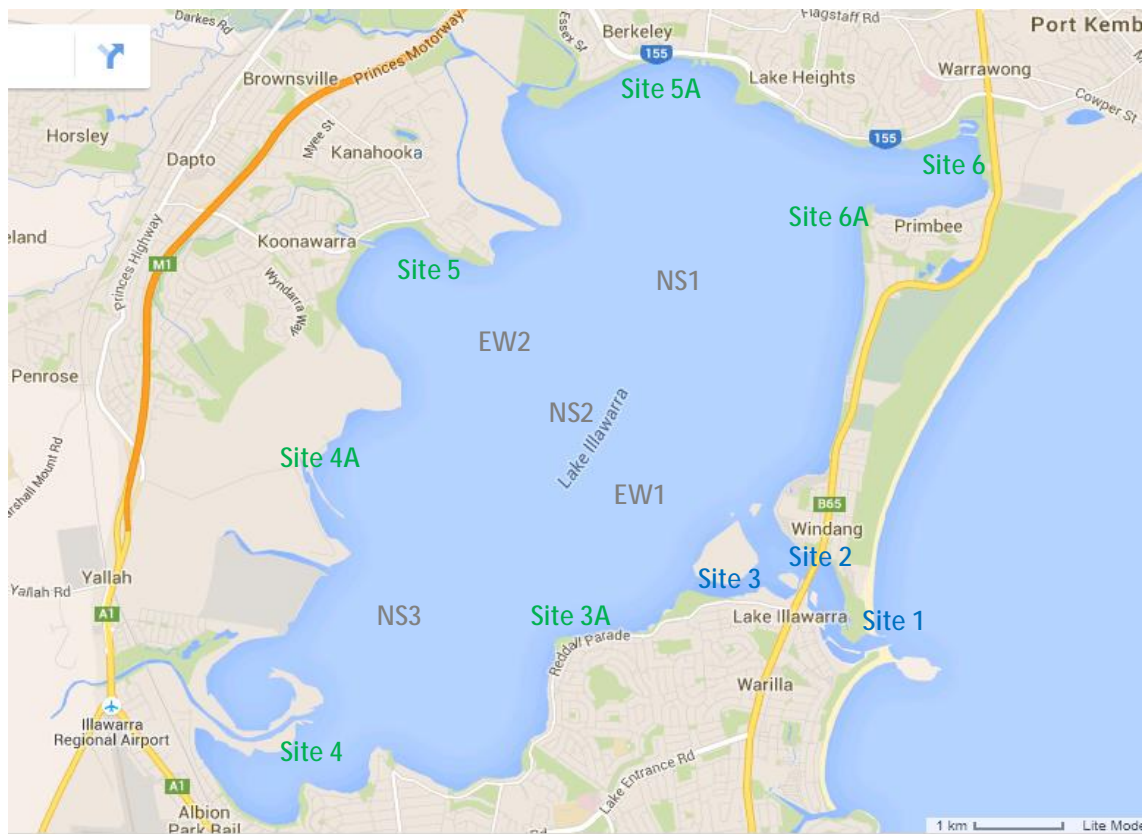 Darkes Rd
Essex St
Flagstaff Rd
Port Kemb
Berkeley
155
Princes Motorway
Brownsville
Lake Heights
Warrawong
Site 5A
Cowper St
Horsley
Myee St
155
Kanahooka
Dapto
Site 6
Site 6A
Primbee
eland
Koonawarra
Princes Highway
M1
Site 5
NS1
Wyndarra
Way
EW2
Penrose
NS2
Lake Illawarra
Site 4A
arshall Mount Rd
EW1
B65
Windang
Site 2
Yallah
Site 3
Yallah Rd
A1
NS3
Site 3A
Lake Illawarra
Site 1
Reddall Parade
Warilla
Illawarra
Regional Airport
Site 4
Lake Entrance Rd
A1
Albion
Park Rail
Rd
1 km
Lite Mode